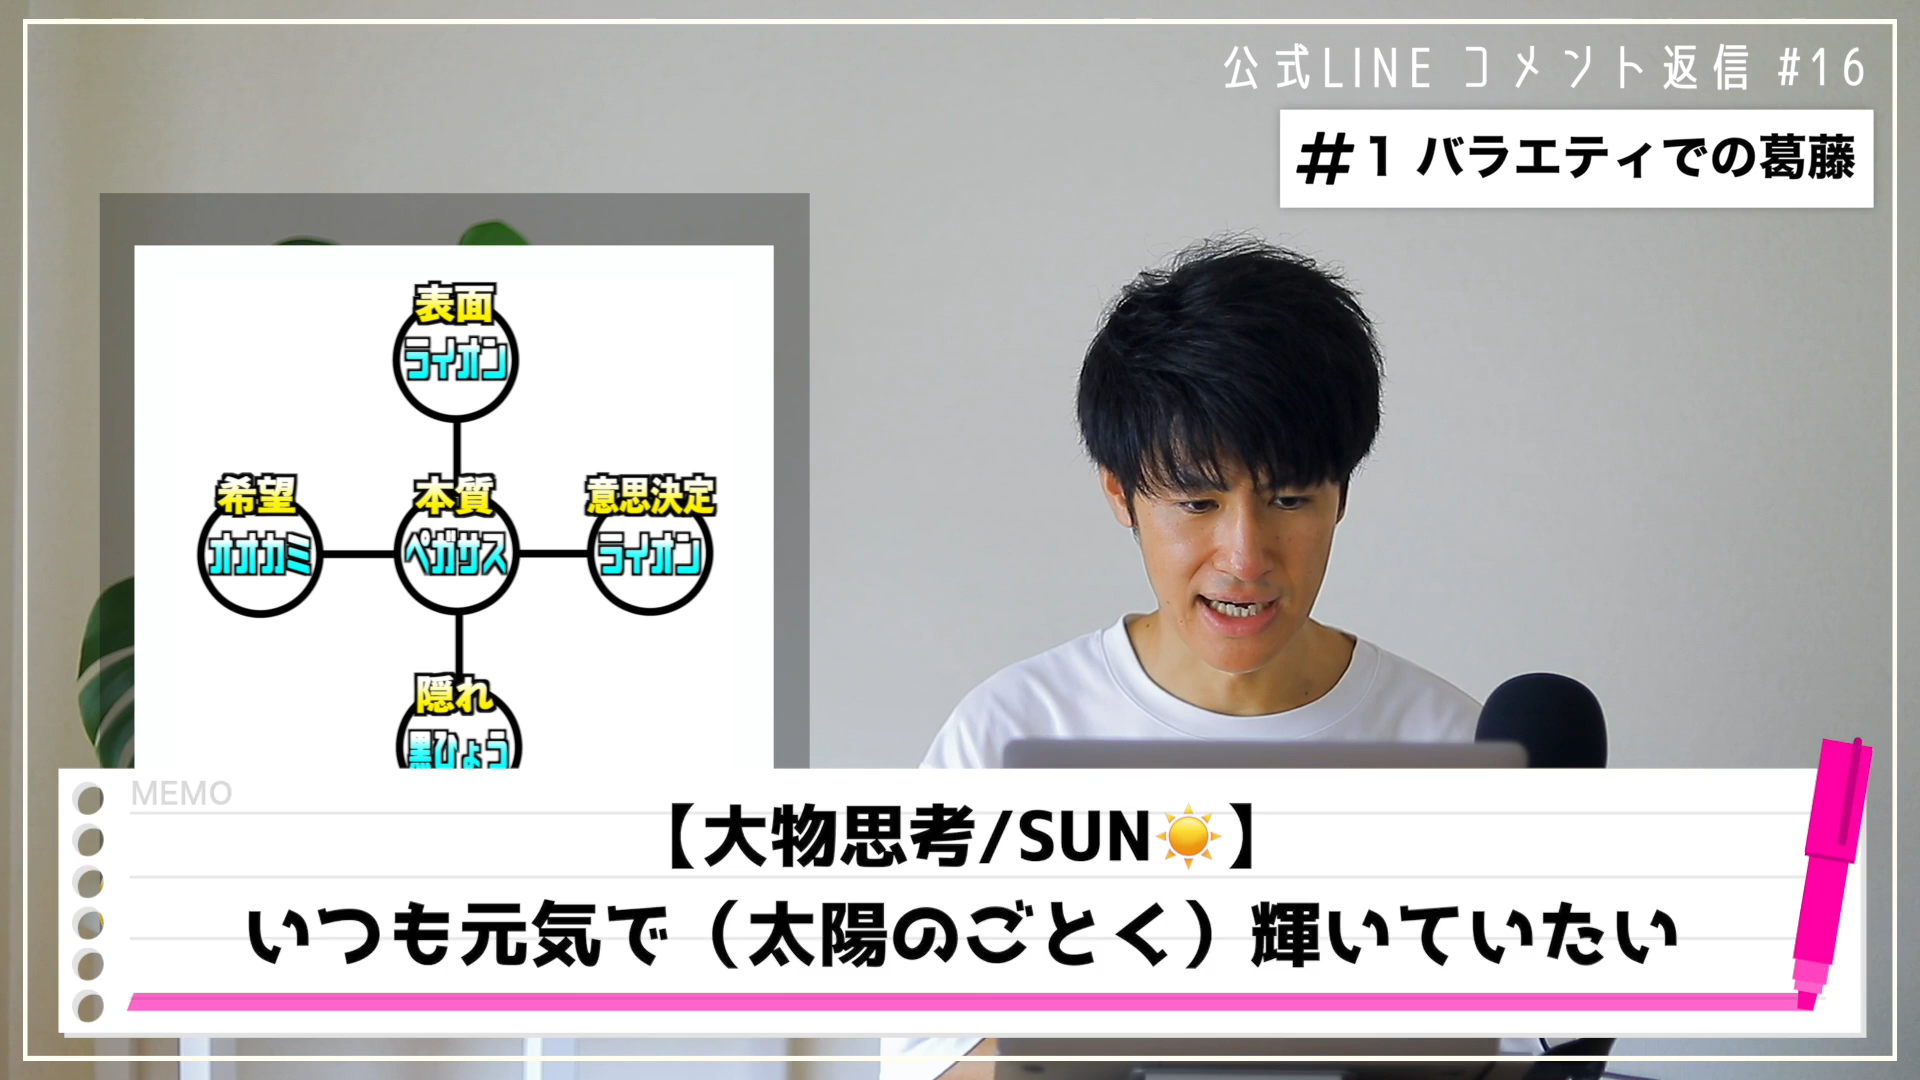 公式LINE コメント返信 #16
#1 バラエティでの葛藤
表面
ライオン
希望
オオカミ
本質
ペガサス
意思決定
ライオン
隠れ
黒ひょう
MEMO
【大物思考/SUN☀️】
いつも元気で（太陽のごとく）輝いていたい